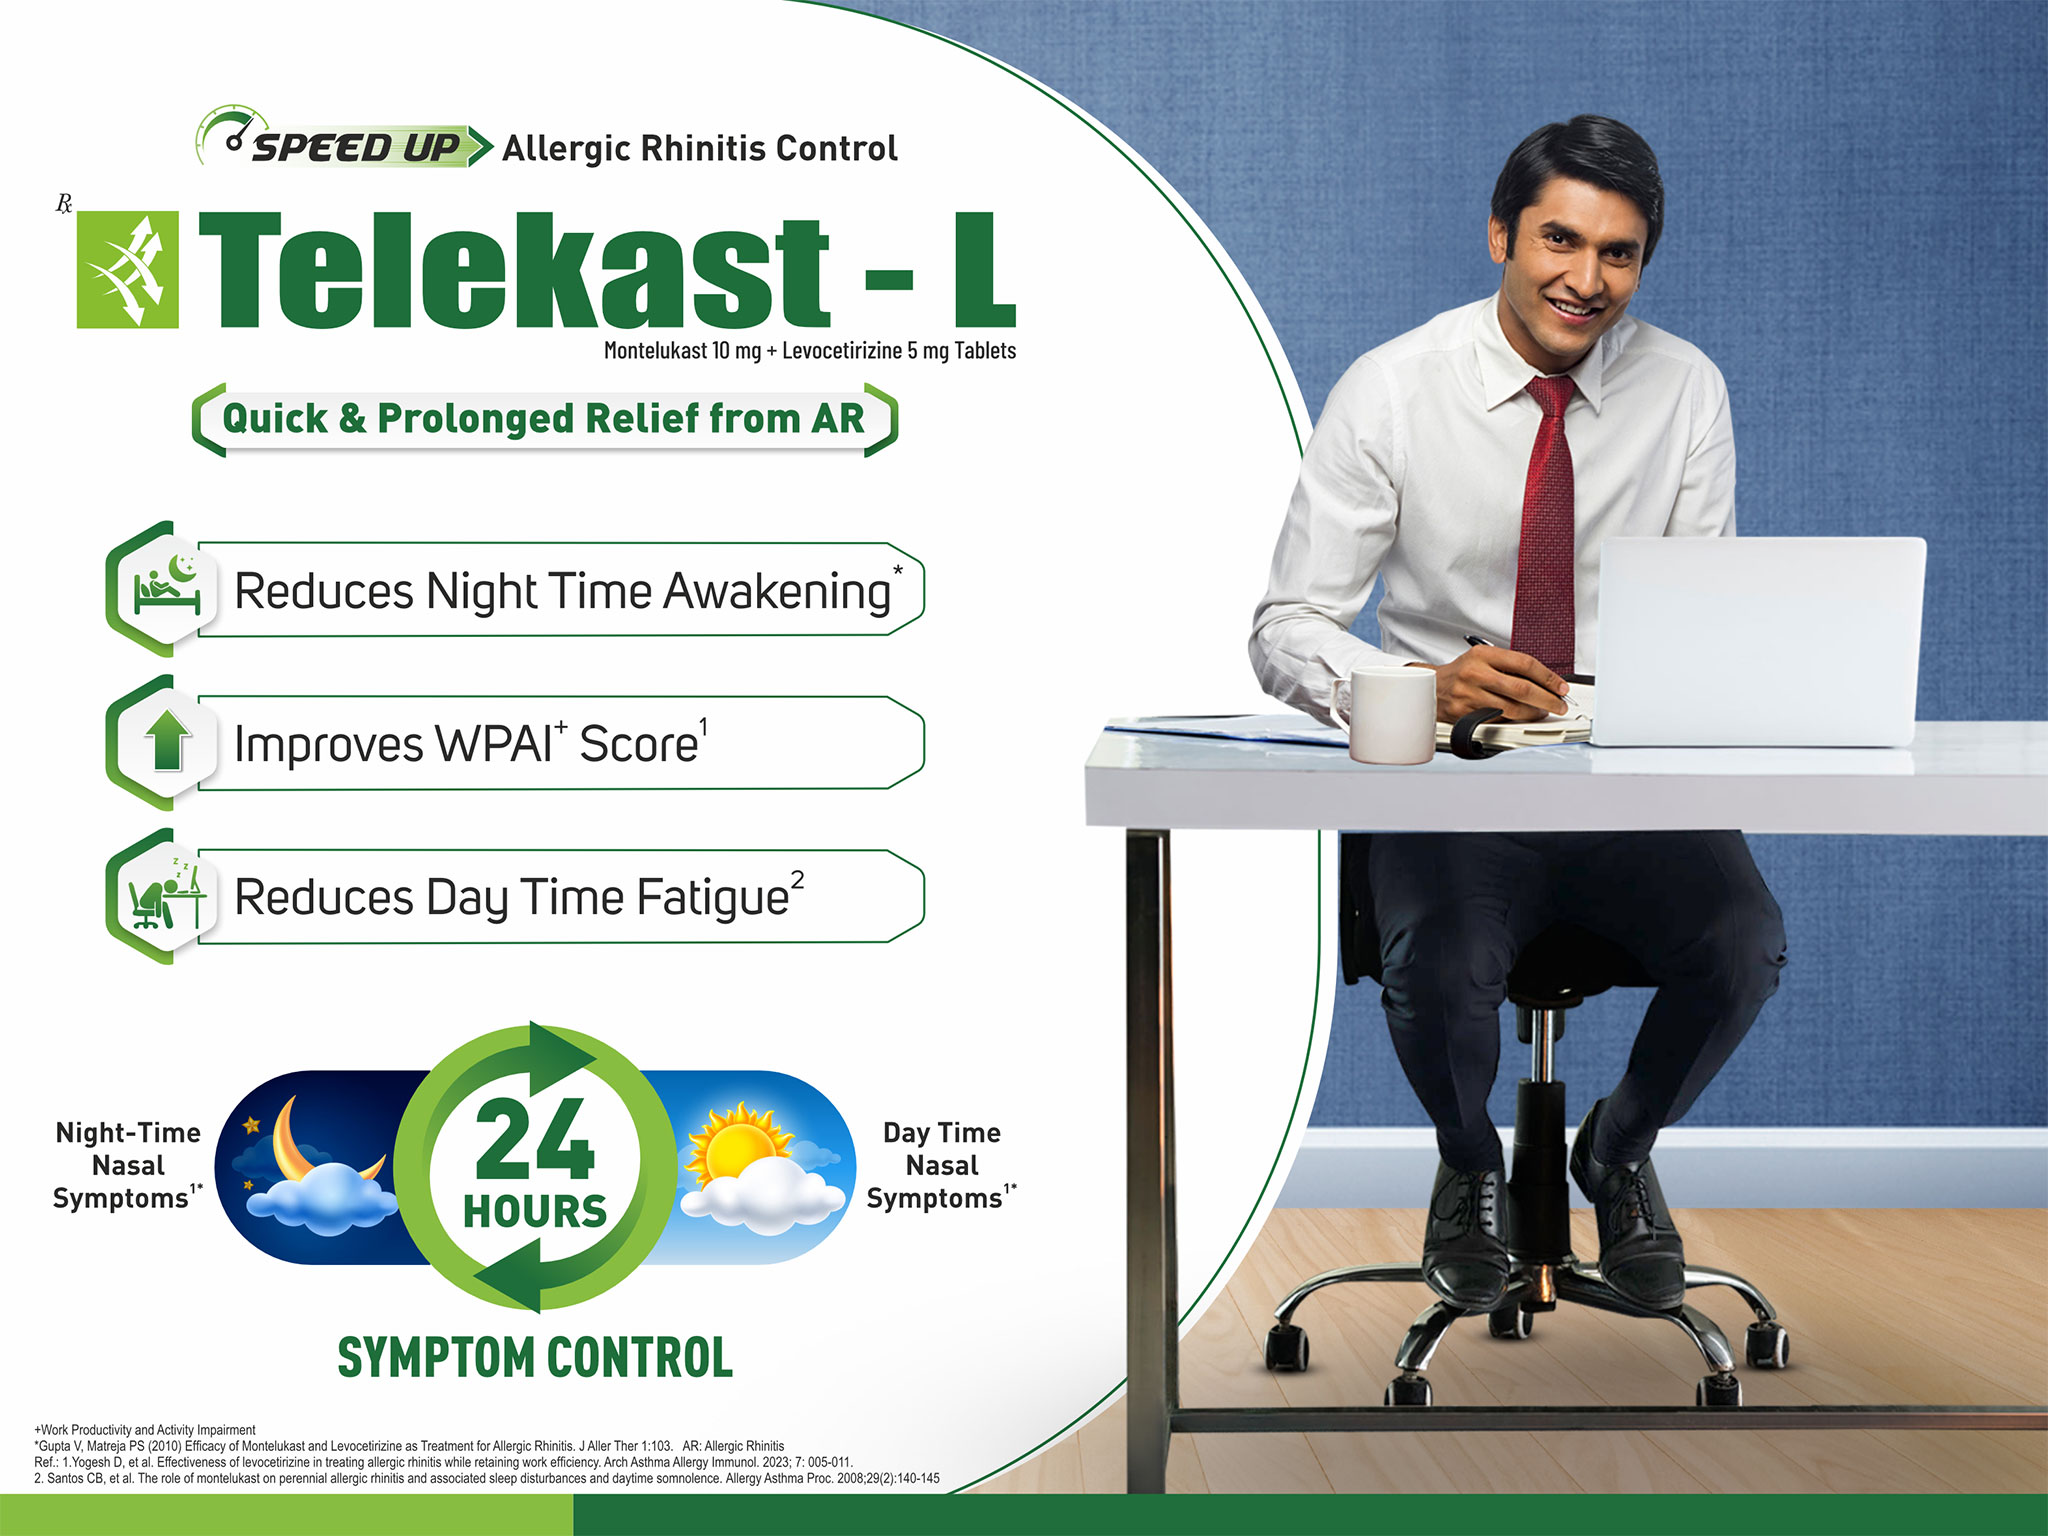 SPEED UP Allergic Rhinitis Control
Rx
Telekast - L
Montelukast 10 mg + Levocetirizine 5 mg Tablets
Quick & Prolonged Relief from AR
Reduces Night Time Awakening*
Improves WPAI+ Score1
z z z
Reduces Day Time Fatigue2
Night-Time
Nasal
Symptoms1*
24
HOURS
Day Time
Nasal
Symptoms1*
SYMPTOM CONTROL
+Work Productivity and Activity Impairment
*Gupta V, Matreja PS (2010) Efficacy of Montelukast and Levocetirizine as Treatment for Allergic Rhinitis. J Aller Ther 1:103. AR: Allergic Rhinitis
Ref.: 1.Yogesh D, et al. Effectiveness of levocetirizine in treating allergic rhinitis while retaining work efficiency. Arch Asthma Allergy Immunol. 2023; 7: 005-011.
2. Santos CB, et al. The role of montelukast on perennial allergic rhinitis and associated sleep disturbances and daytime somnolence. Allergy Asthma Proc. 2008;29(2):140-145